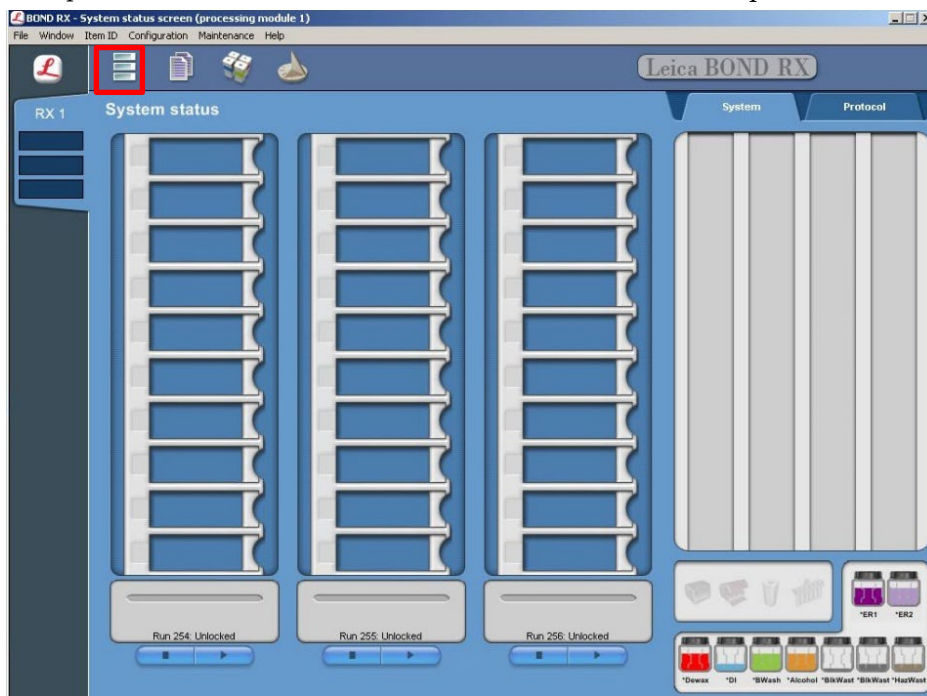 BOND RX - System status screen (processing module 1)
File Window Item ID Configuration Maintenance Help
Leica BOND RX
RX 1
System status
System
Protocol
*ER1 *ER2
Run 254: Unlocked
Run 255: Unlocked
Run 256: Unlocked
*Dewax *DI *BWash *Alcohol *BlkWast *BlkWast *HazWast